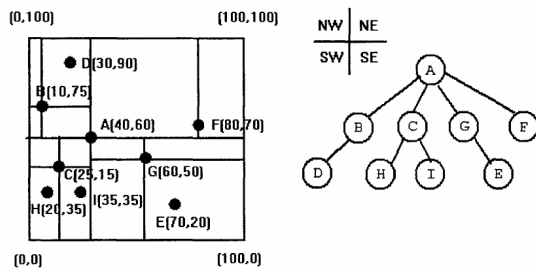 (0,100)
(100,100)
D(30,90)
B(10,75)
A(40,60)
F(80,70)
C(25,15)
G(60,50)
H(20,35)
I(35,35)
E(70,20)
(0,0)
(100,0)
NW NE
SW SE
A
B C G F
D H I E